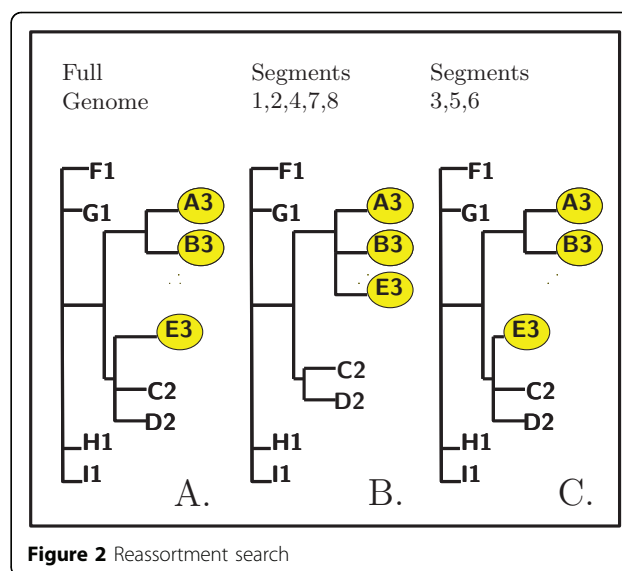 Full Genome
Segments 1,2,4,7,8
Segments 3,5,6
F1
G1
A3
B3
E3
C2
D2
H1
I1
A.
F1
G1
A3
B3
E3
C2
D2
H1
I1
B.
F1
G1
A3
B3
E3
C2
D2
H1
I1
C.
Figure 2 Reassortment search